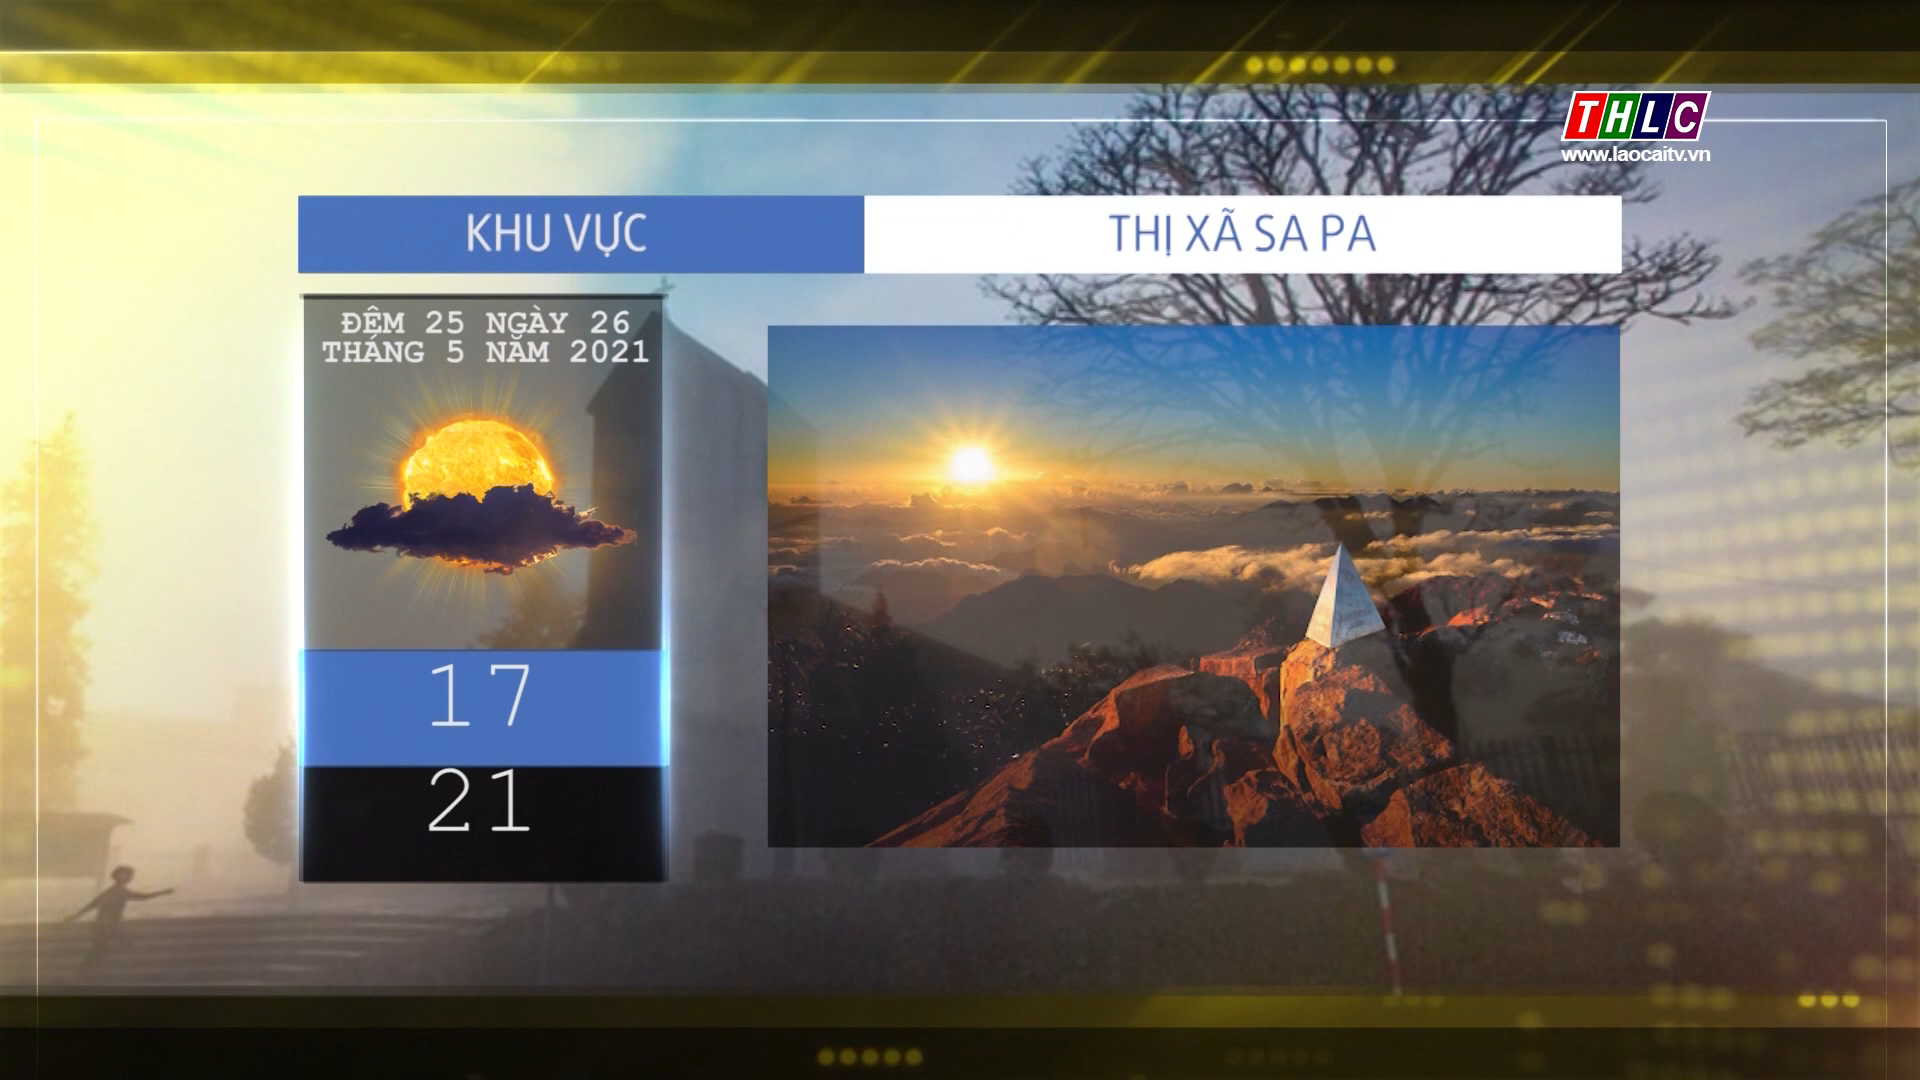 THLC
www.laocaitv.vn
KHU VỰC
THỊ XÃ SA PA
ĐÊM 25 NGÀY 26
THÁNG 5 NĂM 2021
17
21